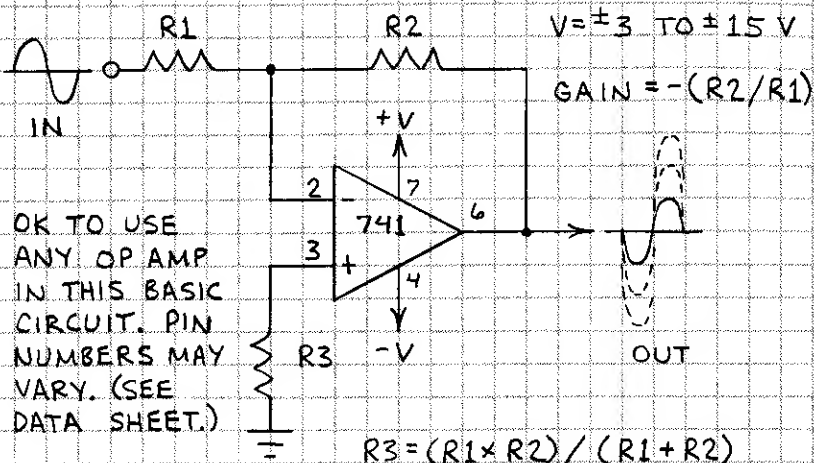 R1
R2
V=±3 TO ±15 V
GAIN = -(R2/R1)
IN
+V
2
-
7
741
6
3
+
4
OK TO USE
ANY OP AMP
IN THIS BASIC
CIRCUIT. PIN
NUMBERS MAY
VARY. (SEE
DATA SHEET.)
R3
-V
OUT
R3 = (R1 x R2) / (R1 + R2)